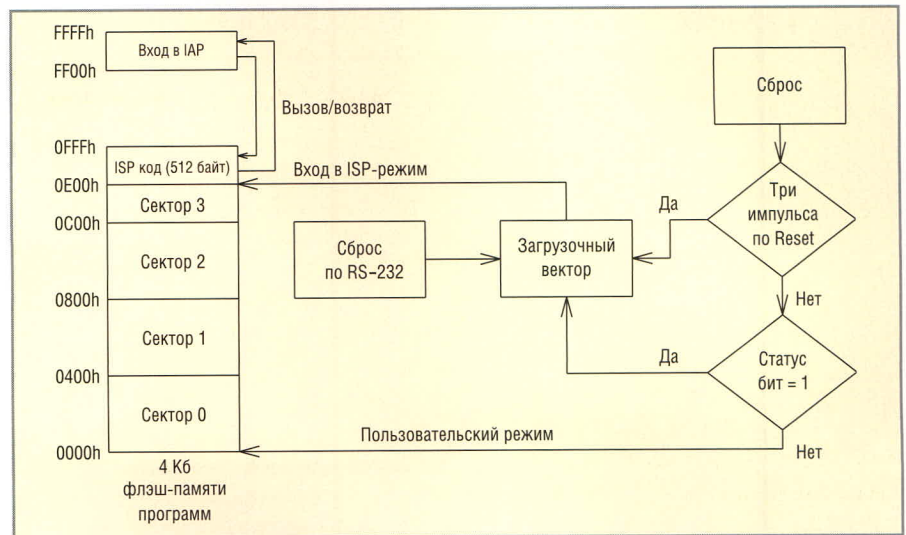 FFFFh
Вход в IAP
FF00h
Вызов/возврат
Сброс
0FFFh
ISP код (512 байт)
0E00h
Вход в ISP-режим
Сектор 3
0C00h
Три
импульса
по Reset
Да
Сброс
по RS-232
Загрузочный
вектор
Сектор 2
0800h
Нет
Сектор 1
Да
Статус
бит = 1
0400h
Сектор 0
Пользовательский режим
0000h
Нет
4 Кб
флэш-памяти
программ